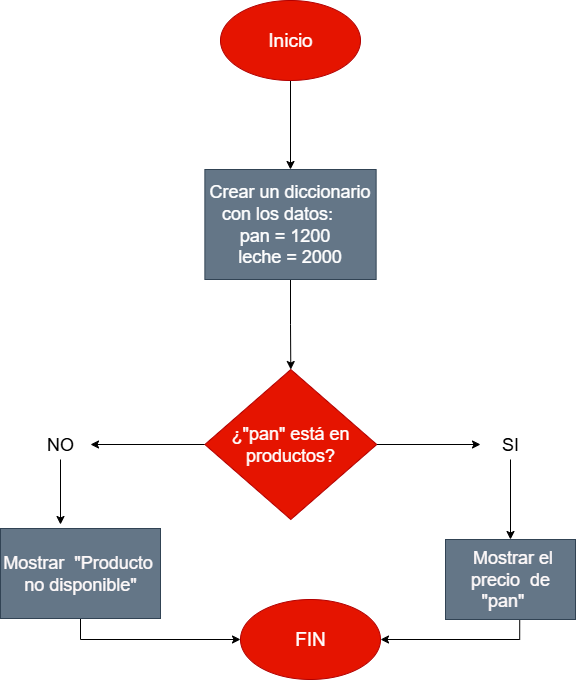 Inicio
Crear un diccionario
con los datos:
pan = 1200
leche = 2000
¿"pan" está en
productos?
NO
SI
Mostrar "Producto
no disponible"
Mostrar el
precio de
"pan"
FIN